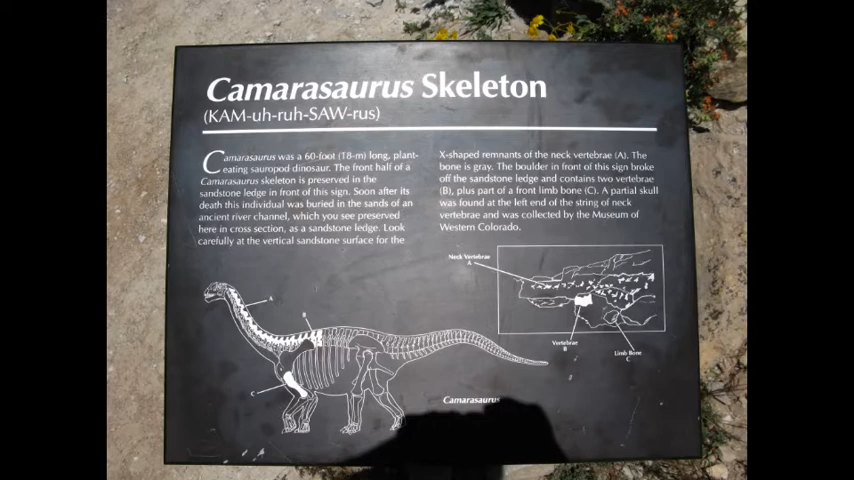 Camarasaurus Skeleton
(KAM-uh-ruh-SAW-rus)
Camarasaurus was a 60-foot (18-m) long, plant-
eating sauropod dinosaur. The front half of a
Camarasaurus skeleton is preserved in the
sandstone ledge in front of this sign. Soon after its
death this individual was buried in the sands of an
ancient river channel, which you see preserved
here in cross section, as a sandstone ledge. Look
carefully at the vertical sandstone surface for the
X-shaped remnants of the neck vertebrae (A). The
bone is gray. The boulder in front of this sign broke
off the sandstone ledge and contains two vertebrae
(B), plus part of a front limb bone (C). A partial skull
was found at the left end of the string of neck
vertebrae and was collected by the Museum of
Western Colorado.
Neck Vertebrae
A
Vertebrae
B
Limb Bone
C
A
B
C
Camarasaurus